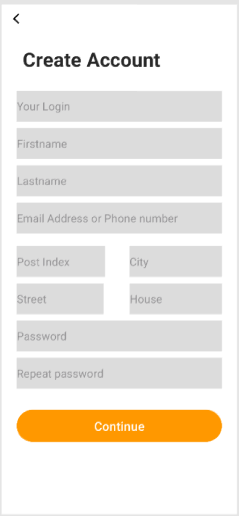 Create Account
Your Login
Firstname
Lastname
Email Address or Phone number
Post Index
City
Street
House
Password
Repeat password
Continue